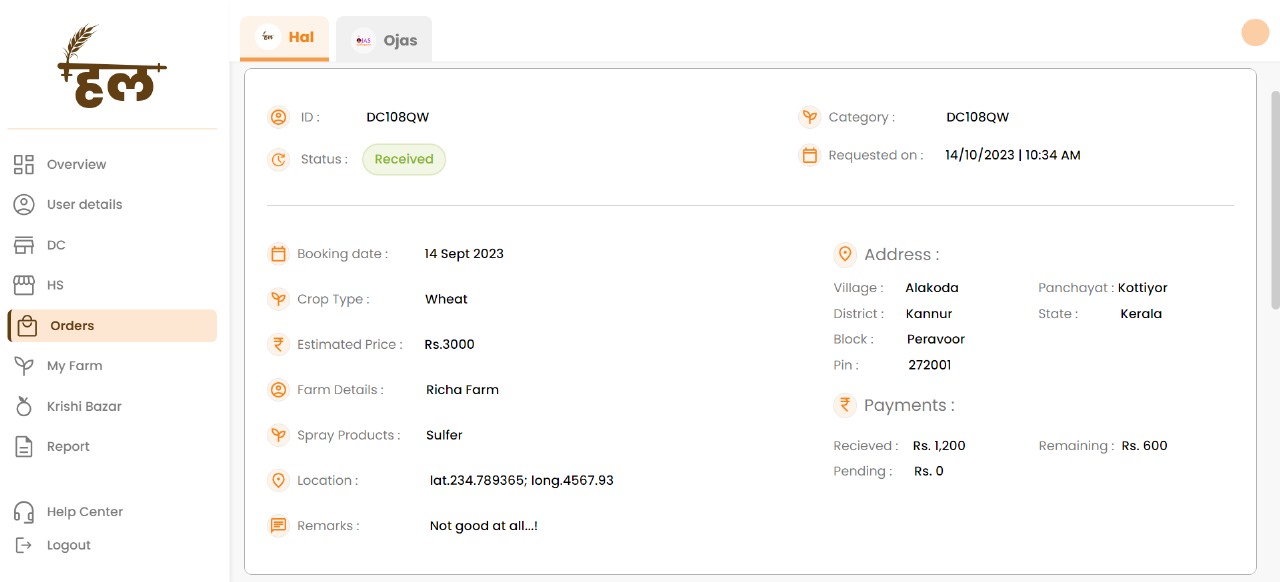 हल
Hal
Ojas
Overview
User details
DC
HS
Orders
My Farm
Krishi Bazar
Report
Help Center
Logout
ID : DC108QW
Category : DC108QW
Status : Received
Requested on : 14/10/2023 | 10:34 AM
Booking date : 14 Sept 2023
Crop Type : Wheat
Estimated Price : Rs.3000
Farm Details : Richa Farm
Spray Products : Sulfer
Location : lat.234.789365; long.4567.93
Remarks : Not good at all...!
Address :
Village : Alakoda Panchayat : Kottiyor
District : Kannur State : Kerala
Block : Peravoor
Pin : 272001
Payments :
Recieved : Rs. 1,200 Remaining : Rs. 600
Pending : Rs. 0